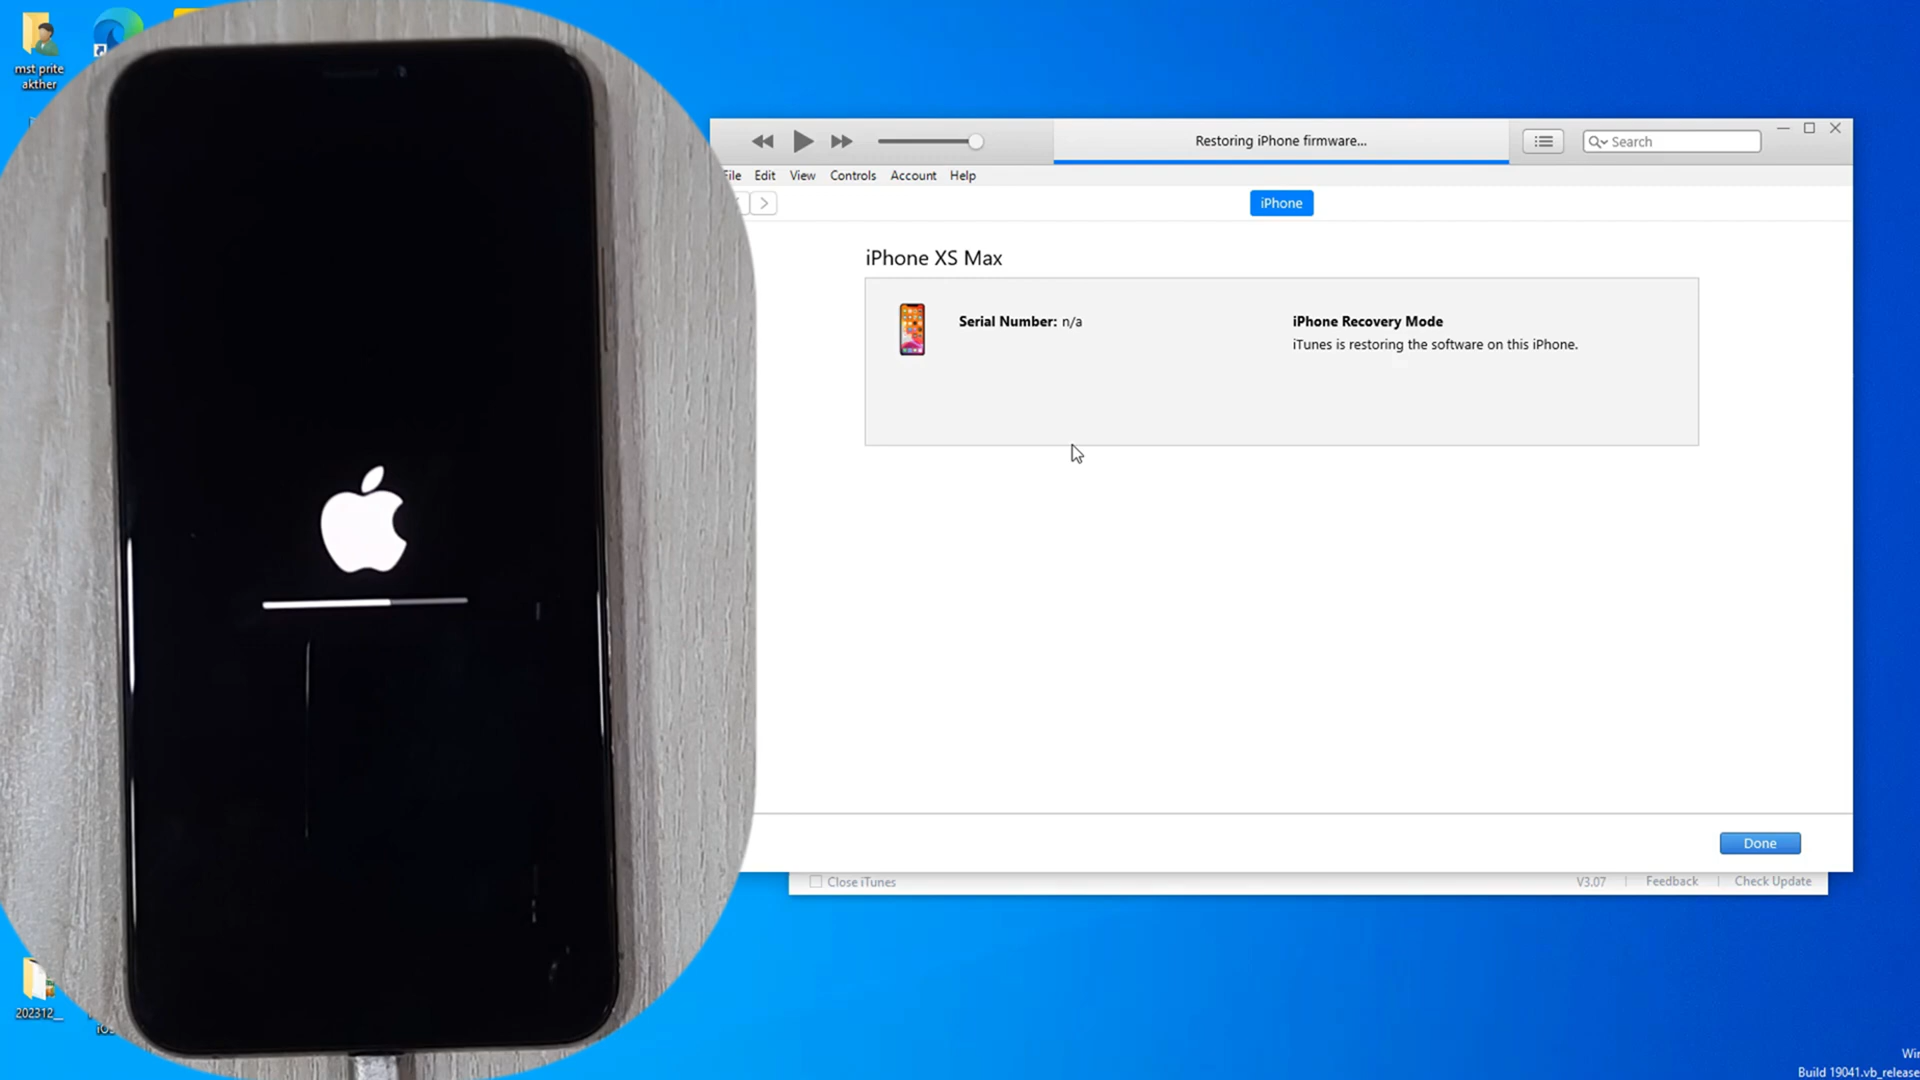 mst prite
akther
Restoring iPhone firmware...
Search
Edit View Controls Account Help
iPhone
iPhone XS Max
Serial Number: n/a
iPhone Recovery Mode
iTunes is restoring the software on this iPhone.
Done
Close iTunes
V3.07 | Feedback | Check Update
202312_
Build 19041.vb_release